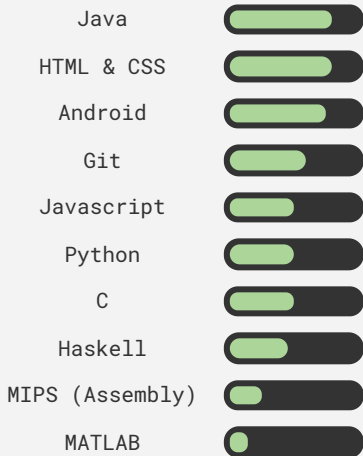 Java
HTML & CSS
Android
Git
Javascript
Python
C
Haskell
MIPS (Assembly)
MATLAB